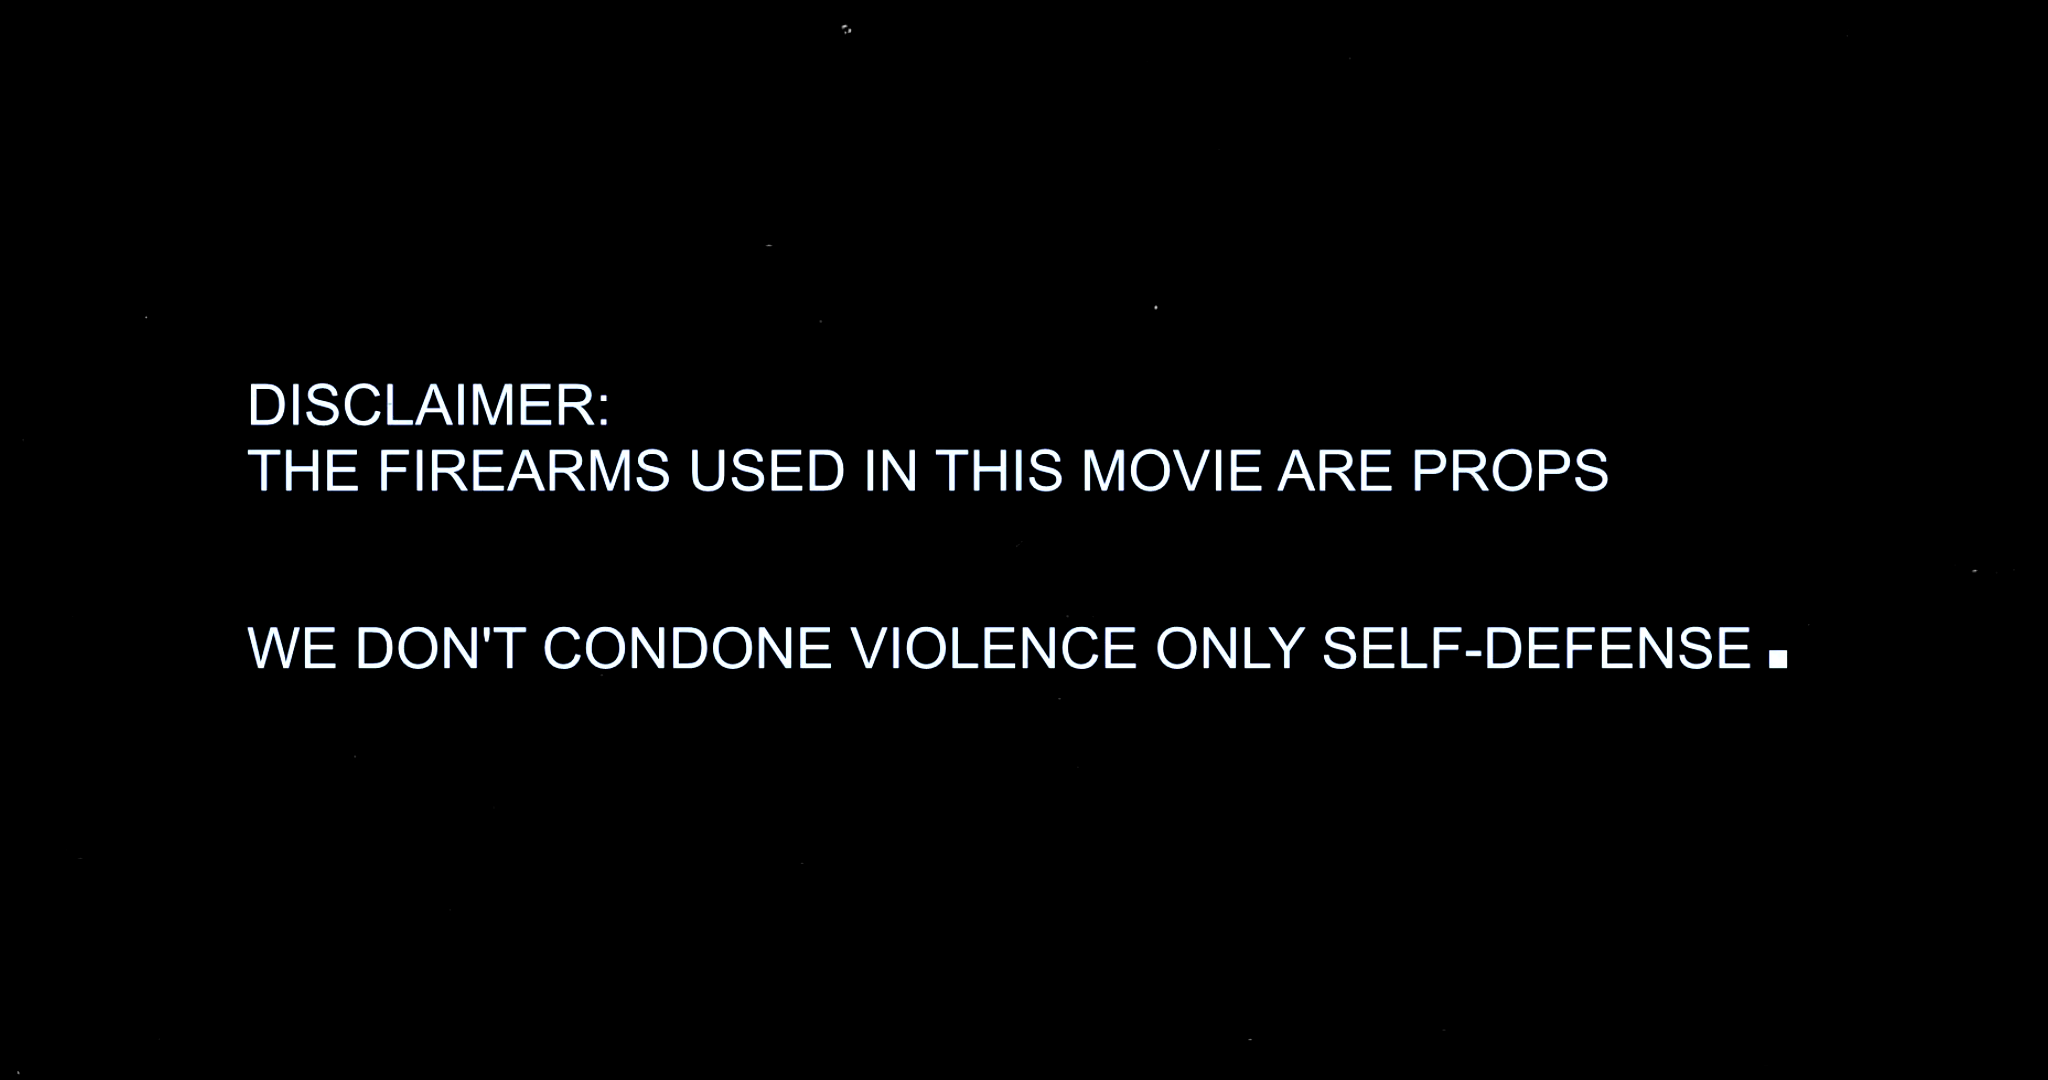 DISCLAIMER:
THE FIREARMS USED IN THIS MOVIE ARE PROPS
WE DON'T CONDONE VIOLENCE ONLY SELF-DEFENSE.